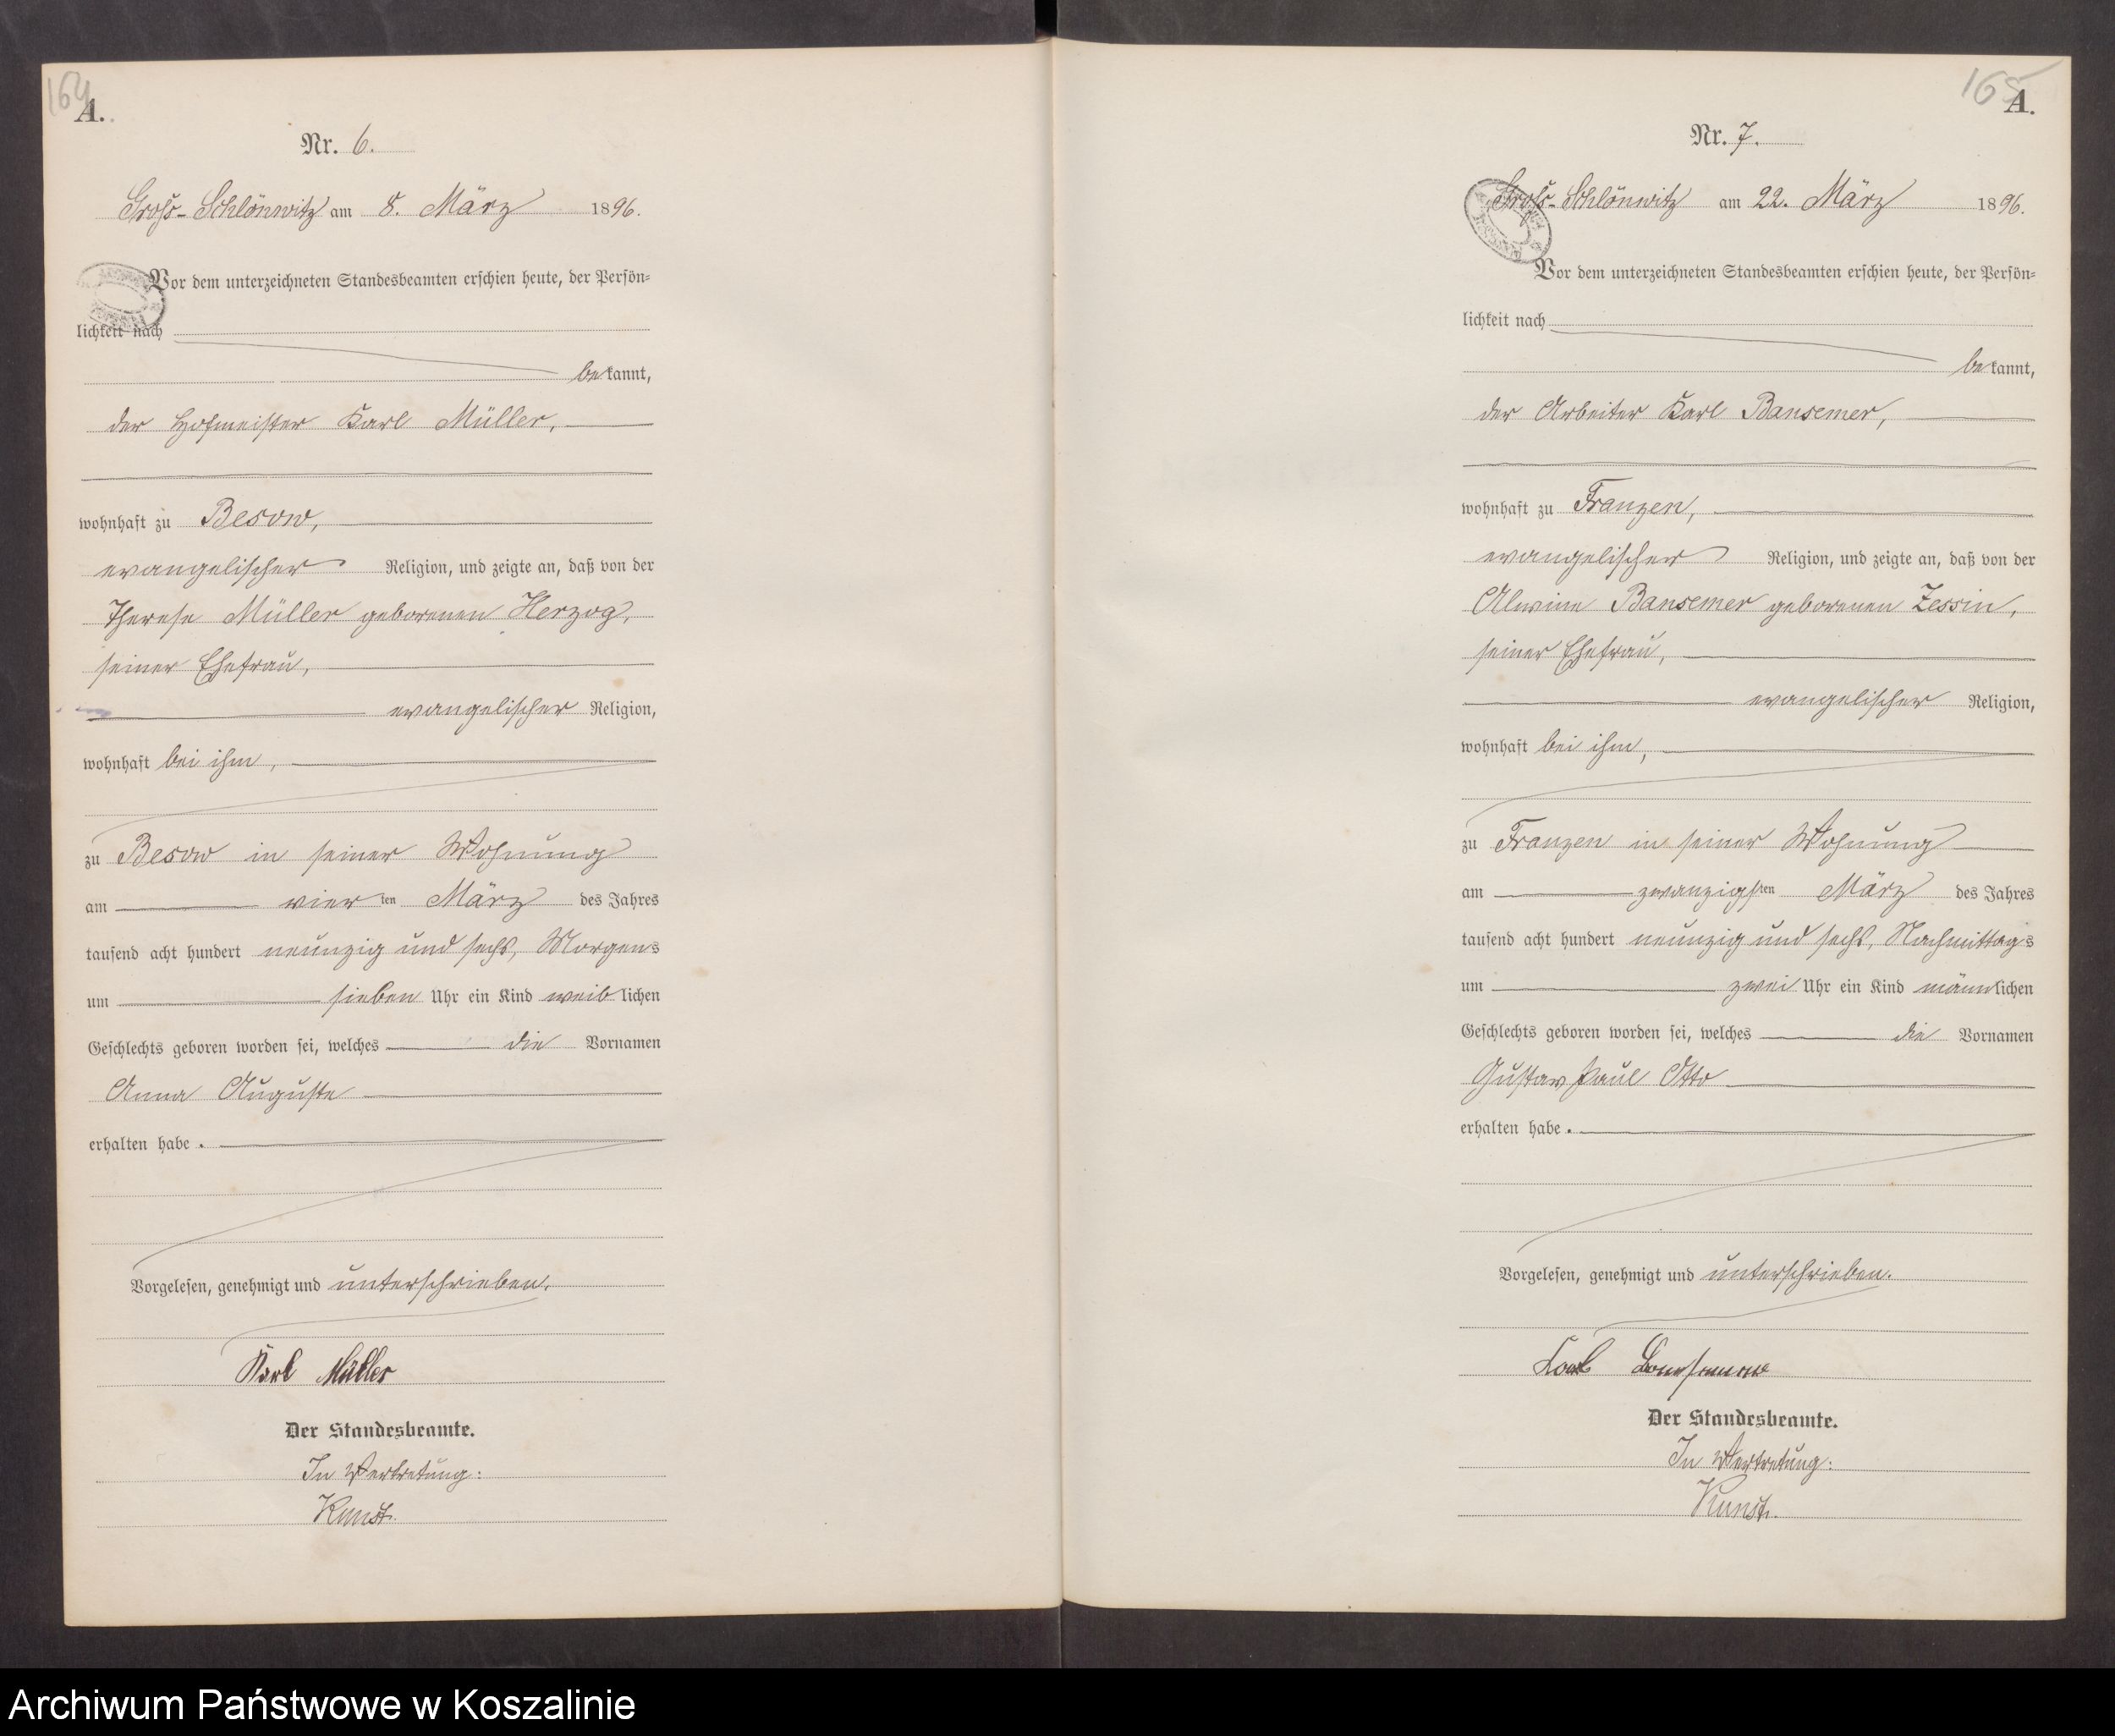 164
A.
Nr. 6.
Groß-Schlönwitz am 8. März 1896.
Vor dem unterzeichneten Standesbeamten erschien heute, der Persön=
lichkeit nach
bekannt,
der Hofmeister Karl Müller,
wohnhaft zu Besow,
evangelischer Religion, und zeigte an, daß von der
Therese Müller geborenen Herzog,
seiner Ehefrau,
evangelischer Religion,
wohnhaft bei ihm,
zu Besow in seiner Wohnung
am vierten März des Jahres
tausend acht hundert neunzig und sechs, Morgens
um sieben Uhr ein Kind weiblichen
Geschlechts geboren worden sei, welches die Vornamen
Anna Auguste
erhalten habe.
Vorgelesen, genehmigt und unterschrieben.
Karl Müller
Der Standesbeamte.
In Vertretung:
Kunst.
165
A.
Nr. 7.
Groß-Schlönwitz am 22. März 1896.
Vor dem unterzeichneten Standesbeamten erschien heute, der Persön=
lichkeit nach
bekannt,
der Arbeiter Karl Bansemer,
wohnhaft zu Franzen,
evangelischer Religion, und zeigte an, daß von der
Alwine Bansemer geborenen Zessin,
seiner Ehefrau,
evangelischer Religion,
wohnhaft bei ihm,
zu Franzen in seiner Wohnung
am zwanzigsten März des Jahres
tausend acht hundert neunzig und sechs, Nachmittags
um zwei Uhr ein Kind männlichen
Geschlechts geboren worden sei, welches die Vornamen
Gustav Paul Otto
erhalten habe.
Vorgelesen, genehmigt und unterschrieben.
Der Standesbeamte.
In Vertretung:
Kunst.
Archiwum Państwowe w Koszalinie